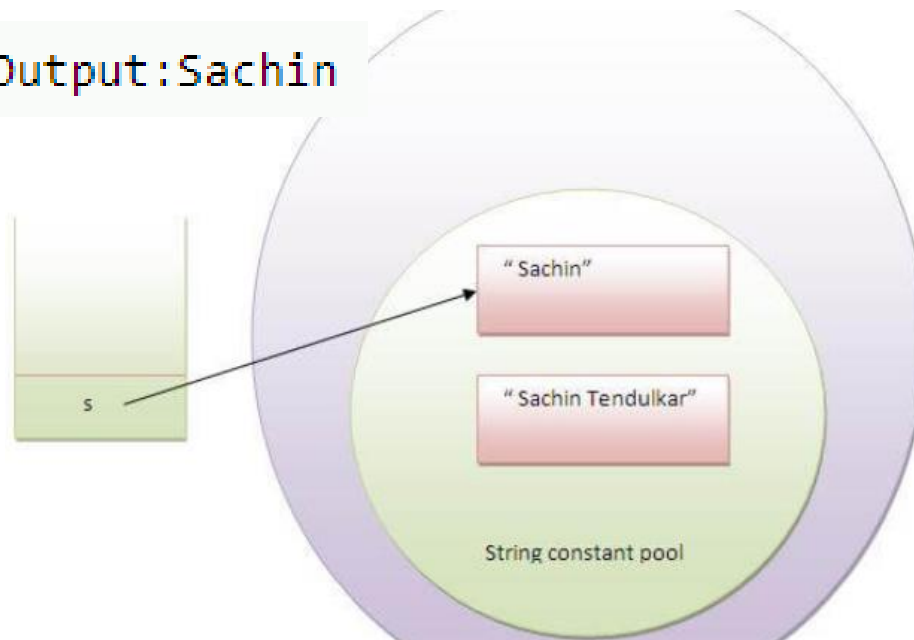 Output:Sachin
“ Sachin”
s
“ Sachin Tendulkar”
String constant pool